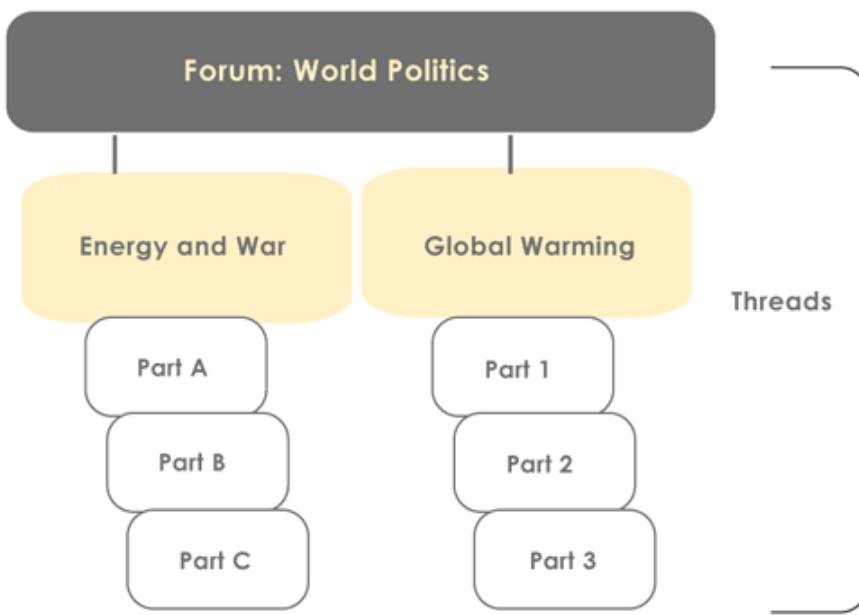 Forum: World Politics
Energy and War
Global Warming
Threads
Part A
Part 1
Part B
Part 2
Part C
Part 3